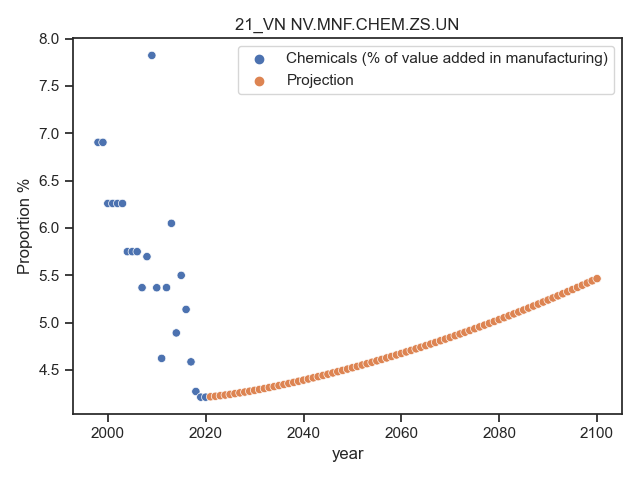 21_VN NV.MNF.CHEM.ZS.UN
Chemicals (% of value added in manufacturing)
Projection
Proportion %
8.0
7.5
7.0
6.5
6.0
5.5
5.0
4.5
2000 2020 2040 2060 2080 2100
year